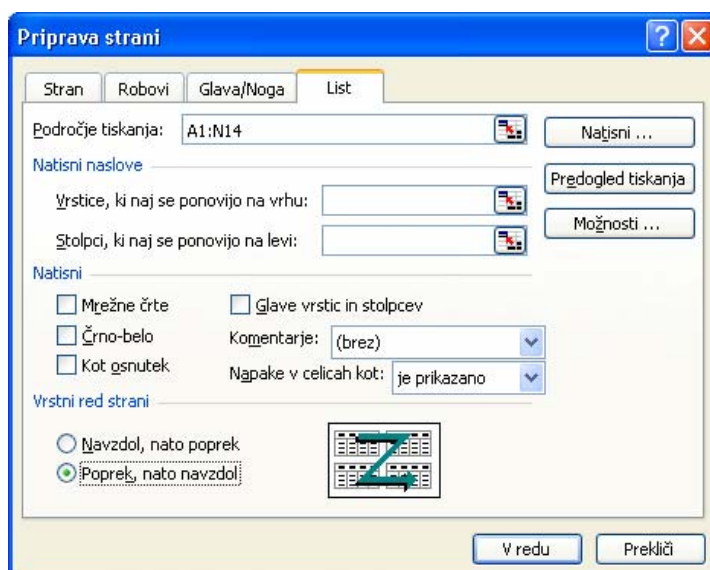 Priprava strani
Stran Robovi Glava/Noga List
Področje tiskanja: A1:N14 Natisni ...
Natisni naslove Predogled tiskanja
Vrstice, ki naj se ponovijo na vrhu: Možnosti ...
Stolpci, ki naj se ponovijo na levi:
Natisni
Mrežne črte Glave vrstic in stolpcev
Črno-belo Komentarje: (brez)
Kot osnutek Napake v celicah kot: je prikazano
Vrstni red strani
Navzdol, nato poprek
Poprek, nato navzdol
V redu Prekliči